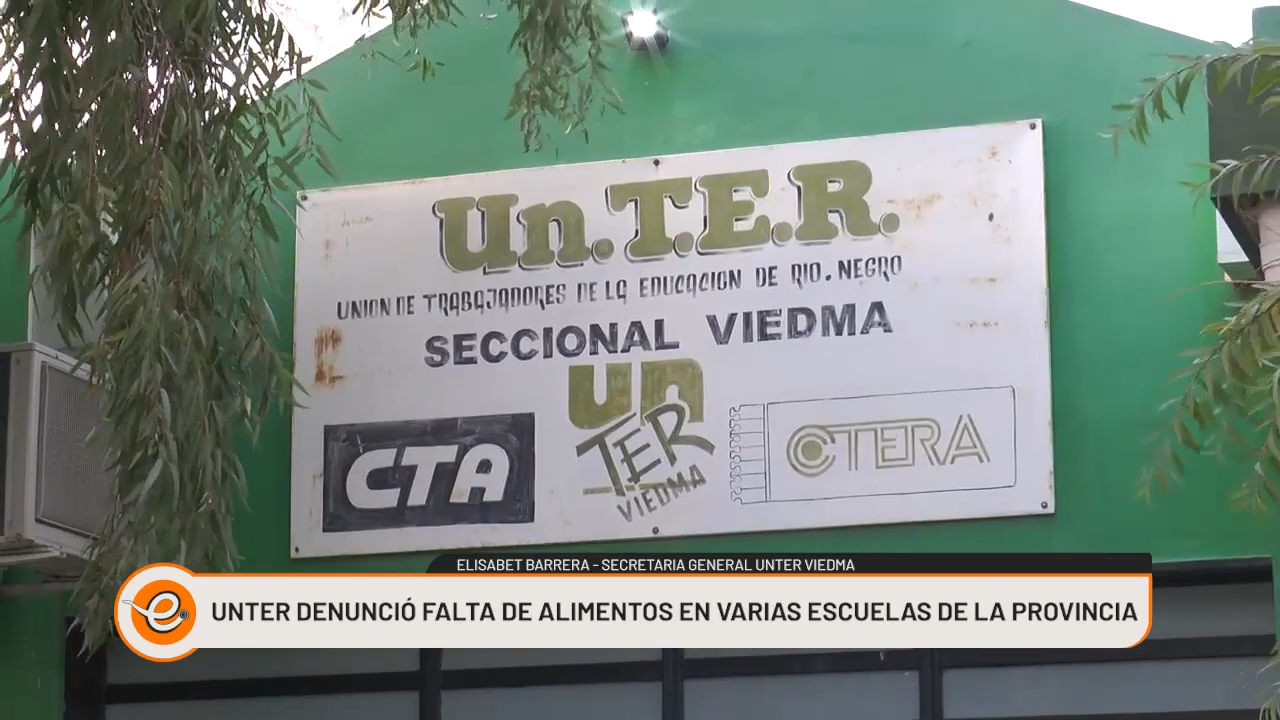 Un.T.E.R.
UNION DE TRABAJADORES DE LA EDUCACION DE RIO. NEGRO
SECCIONAL VIEDMA
CTA
UN
TER
VIEDMA
CTERA
ELISABET BARRERA - SECRETARIA GENERAL UNTER VIEDMA
e
UNTER DENUNCIÓ FALTA DE ALIMENTOS EN VARIAS ESCUELAS DE LA PROVINCIA